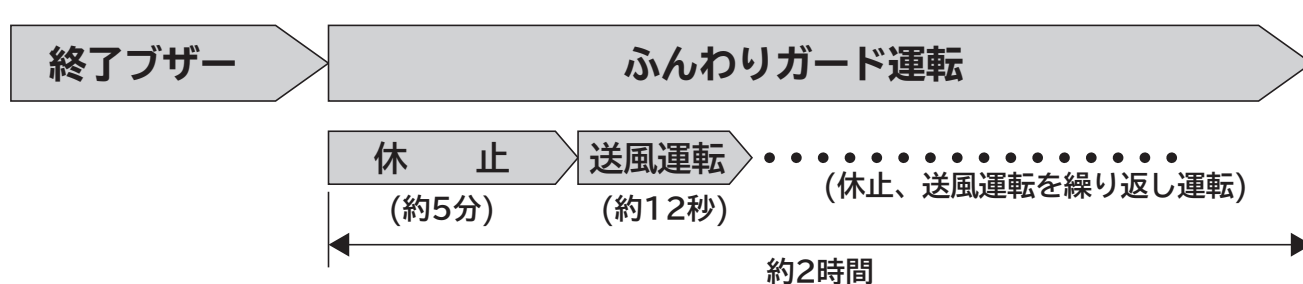 終了ブザー
ふんわりガード運転
休　止
送風運転
(休止、送風運転を繰り返し運転)
(約5分)
(約12秒)
約2時間